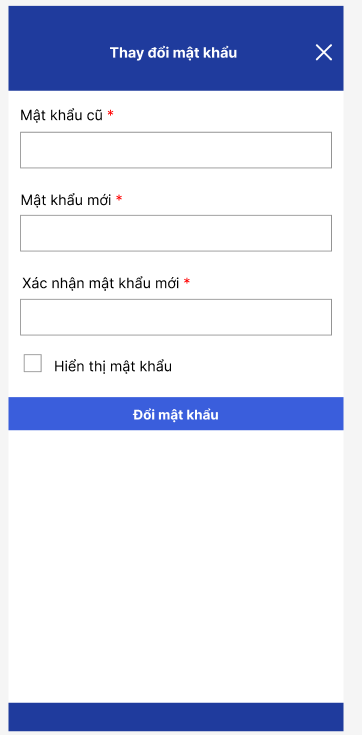 Thay đổi mật khẩu
Mật khẩu cũ *
Mật khẩu mới *
Xác nhận mật khẩu mới *
Hiển thị mật khẩu
Đổi mật khẩu